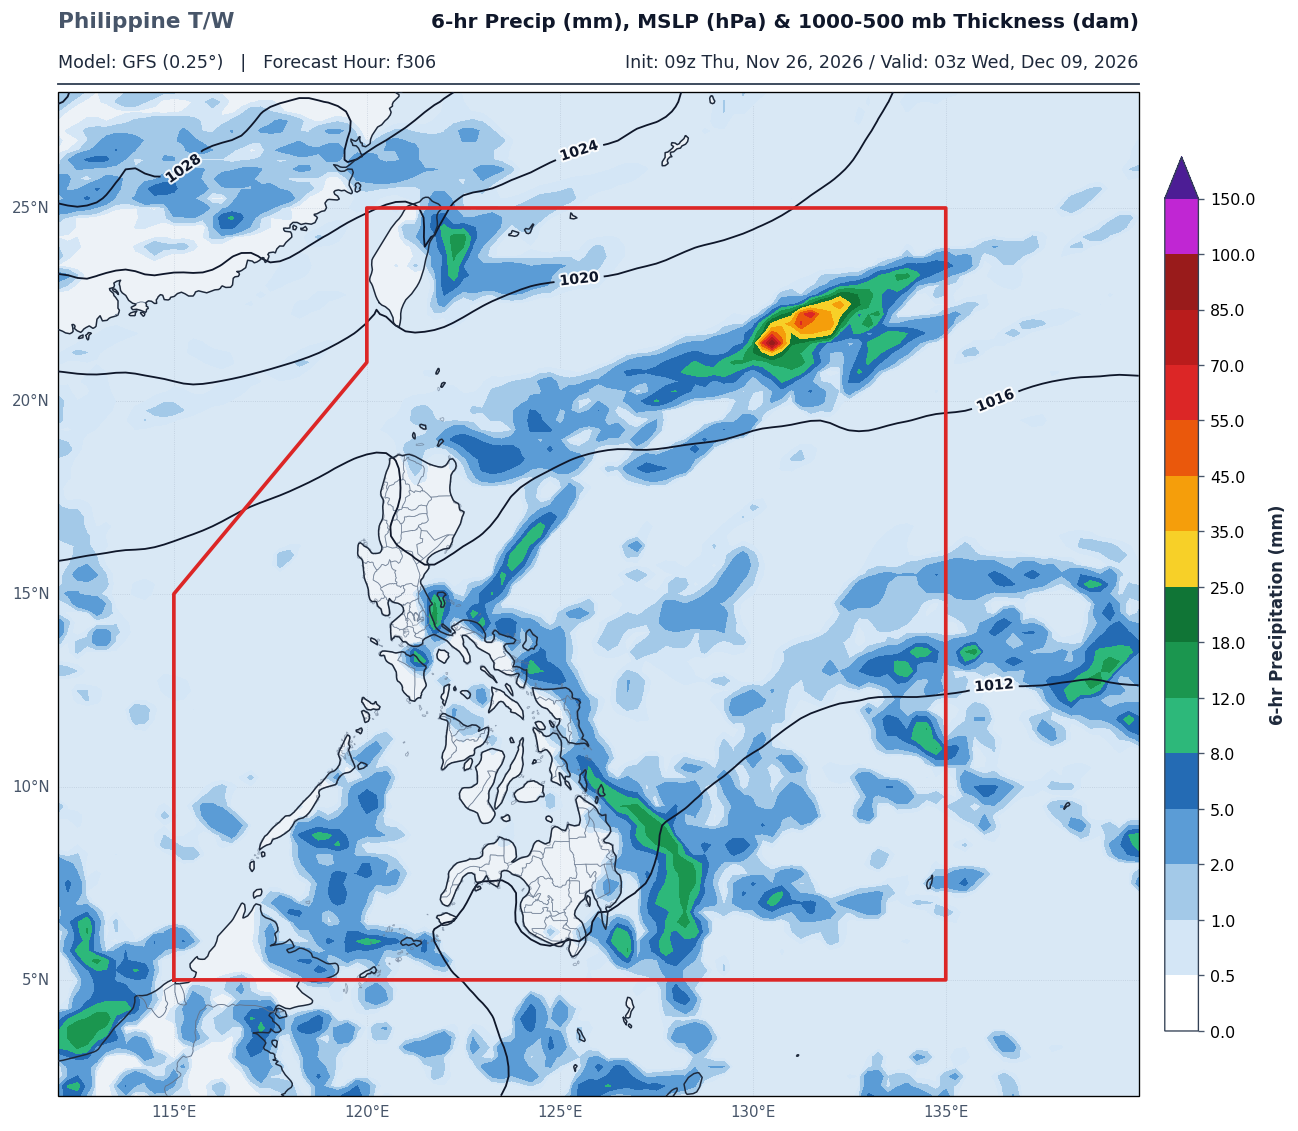 Philippine T/W
6-hr Precip (mm), MSLP (hPa) & 1000-500 mb Thickness (dam)
Model: GFS (0.25°) | Forecast Hour: f306
Init: 09z Thu, Nov 26, 2026 / Valid: 03z Wed, Dec 09, 2026
1028
1024
1020
1016
1012
25°N
20°N
15°N
10°N
5°N
115°E
120°E
125°E
130°E
135°E
150.0
100.0
85.0
70.0
55.0
45.0
35.0
25.0
18.0
12.0
8.0
5.0
2.0
1.0
0.5
0.0
6-hr Precipitation (mm)